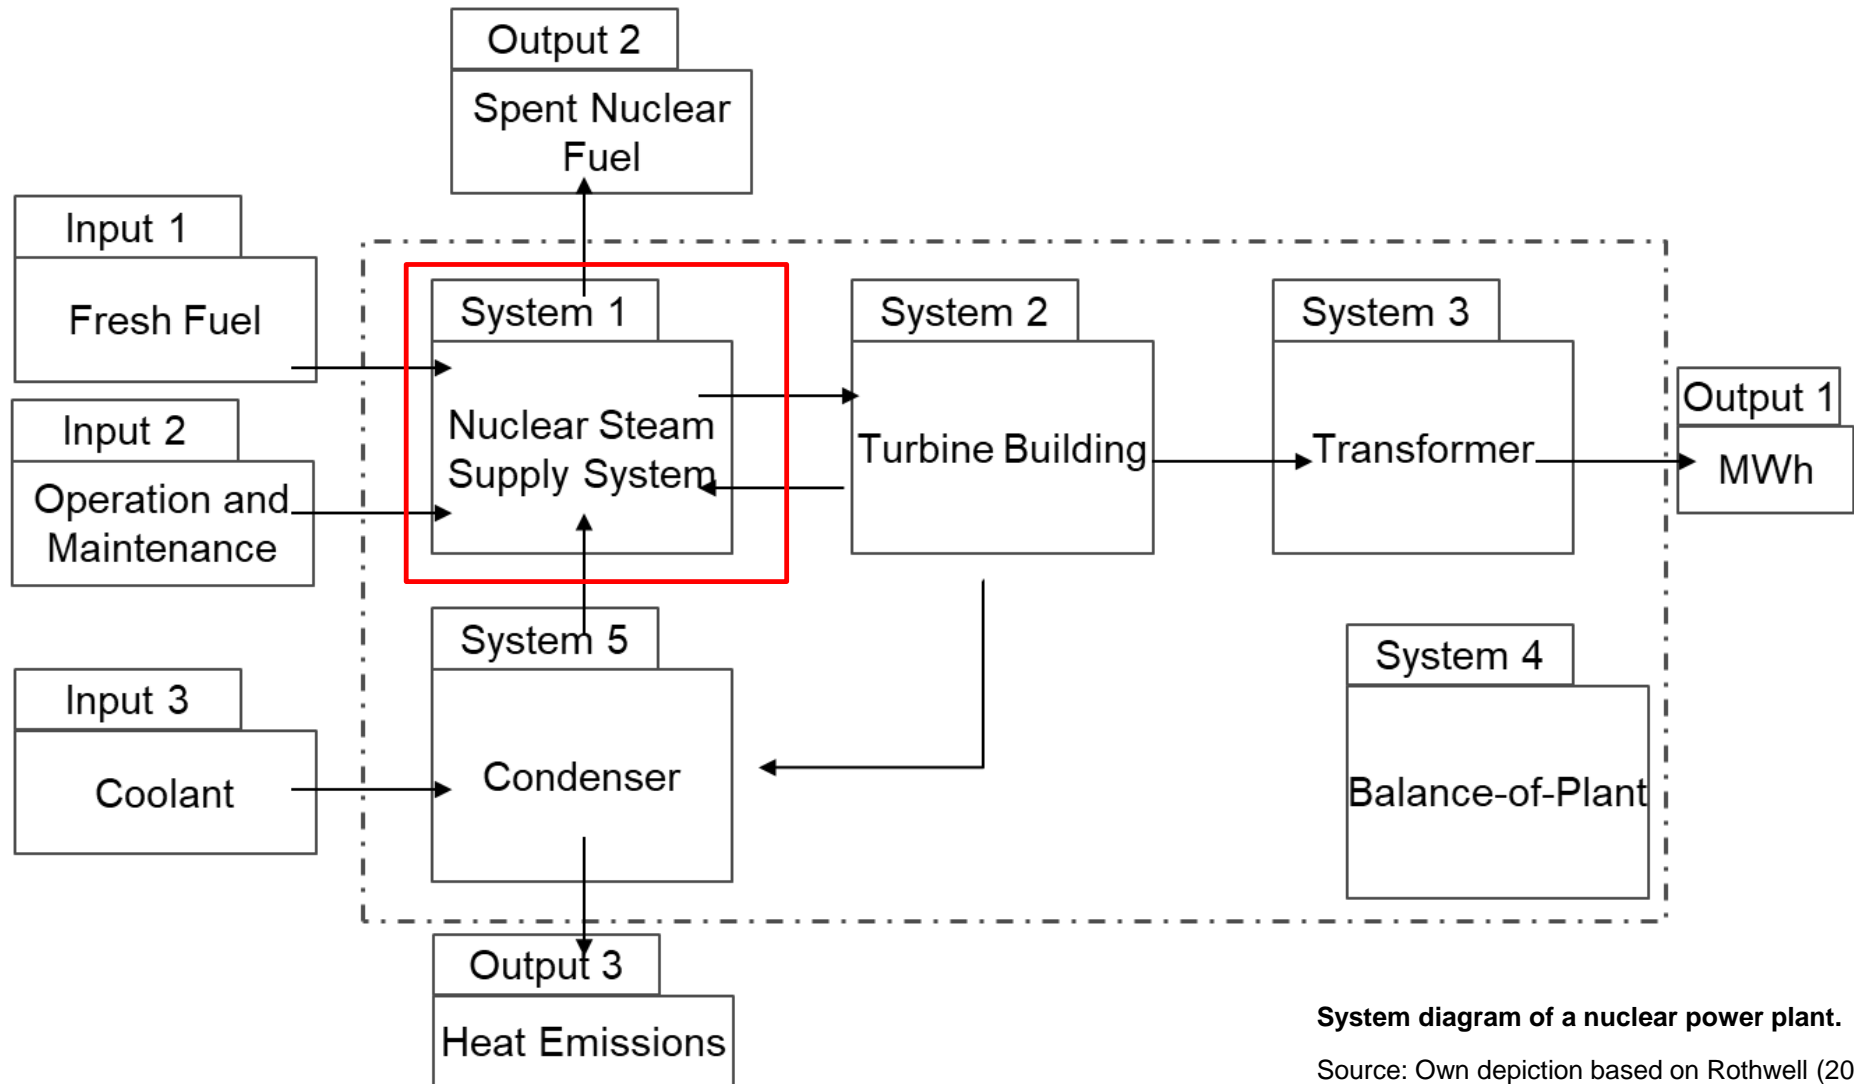 Output 2
Spent Nuclear
Fuel
Input 1
Fresh Fuel
System 1
Nuclear Steam
Supply System
System 2
Turbine Building
System 3
Transformer
Output 1
MWh
Input 2
Operation and
Maintenance
System 5
Condenser
System 4
Balance-of-Plant
Input 3
Coolant
Output 3
Heat Emissions
System diagram of a nuclear power plant.
Source: Own depiction based on Rothwell (20